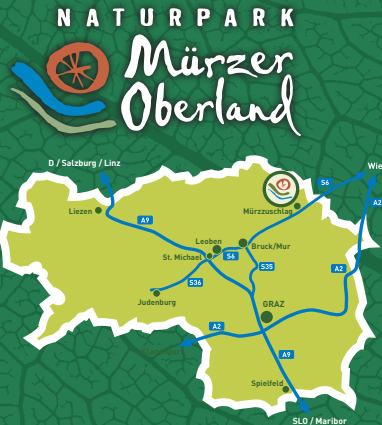 NATURPARK
Mürzer
Oberland
D / Salzburg / Linz
Wie
S6
A2
Liezen
A9
Mürzzuschlag
Leoben
Bruck/Mur
St. Michael
S6
S35
A2
S36
Judenburg
GRAZ
A2
A9
Spielfeld
SLO / Maribor